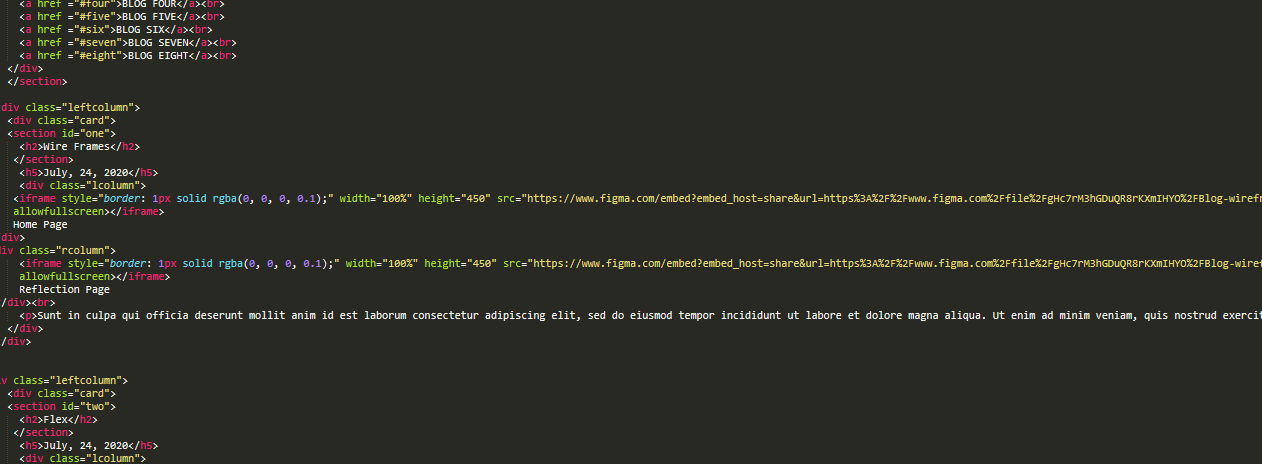 <a href ="#four">BLOG FOUR</a><br>
<a href ="#five">BLOG FIVE</a><br>
<a href ="#six">BLOG SIX</a><br>
<a href ="#seven">BLOG SEVEN</a><br>
<a href ="#eight">BLOG EIGHT</a><br>
</div>
</section>
div class="leftcolumn">
<div class="card">
<section id="one">
<h2>Wire Frames</h2>
</section>
<h5>July, 24, 2020</h5>
<div class="lcolumn">
<iframe style="border: 1px solid rgba(0, 0, 0, 0.1);" width="100%" height="450" src="https://www.figma.com/embed?embed_host=share&url=https%3A%2F%2Fwww.figma.com%2Ffile%2FgHc7rM3hGDuQR8rKXmIHYO%2FBlog-wirefr
allowfullscreen></iframe>
Home Page
/div>
iv class="rcolumn">
<iframe style="border: 1px solid rgba(0, 0, 0, 0.1);" width="100%" height="450" src="https://www.figma.com/embed?embed_host=share&url=https%3A%2F%2Fwww.figma.com%2Ffile%2FgHc7rM3hGDuQR8rKXmIHYO%2FBlog-wirefr
allowfullscreen></iframe>
Reflection Page
/div><br>
<p>Sunt in culpa qui officia deserunt mollit anim id est laborum consectetur adipiscing elit, sed do eiusmod tempor incididunt ut labore et dolore magna aliqua. Ut enim ad minim veniam, quis nostrud exercit
</div>
/div>
v class="leftcolumn">
<div class="card">
<section id="two">
<h2>Flex</h2>
</section>
<h5>July, 24, 2020</h5>
<div class="lcolumn">